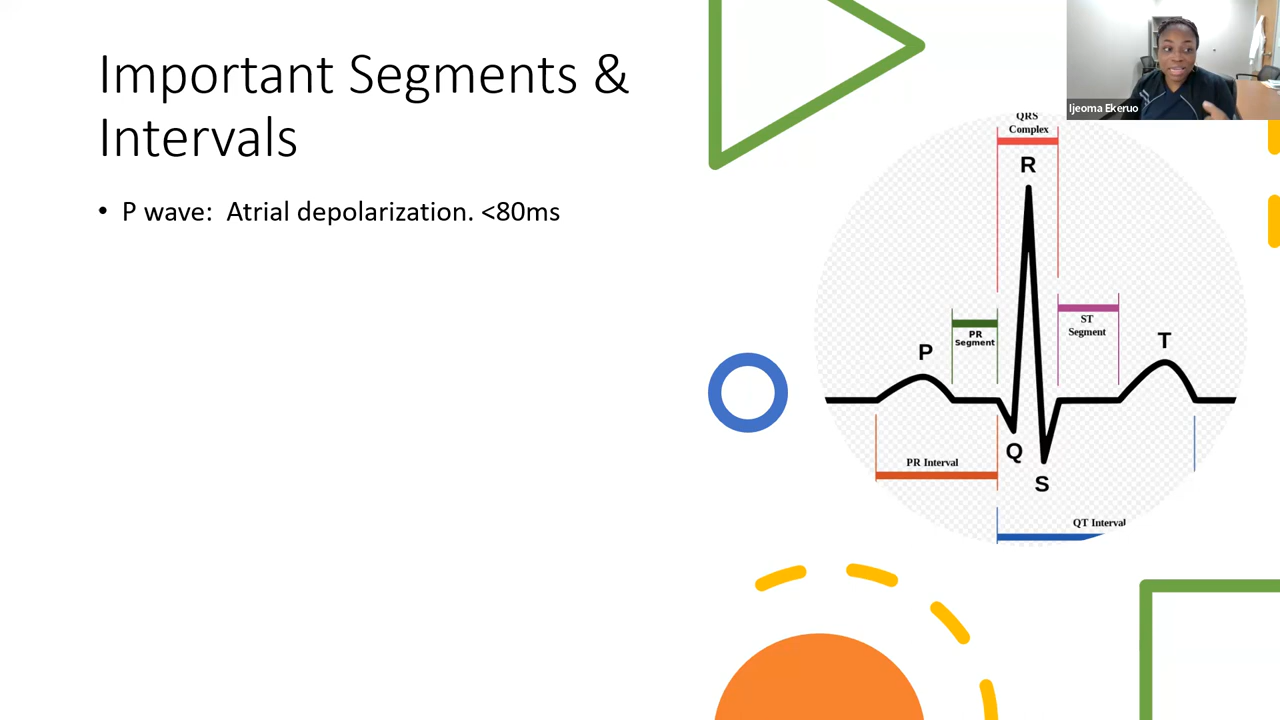 Important Segments &
Intervals
• P wave:  Atrial depolarization. <80ms
Ijeoma Ekeruo
QRS
Complex
R
ST
Segment
PR
Segment
P
T
Q
PR Interval
S
QT Interval